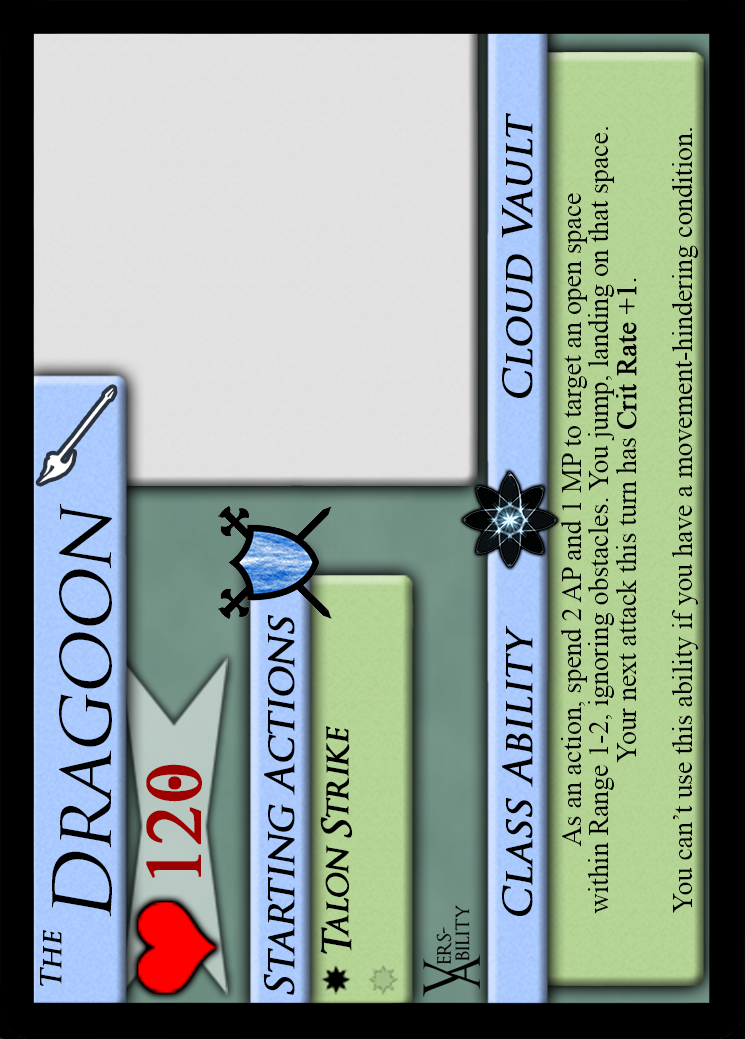 THE
DRAGOON
120
STARTING ACTIONS
TALON STRIKE
VERS-
ABILITY
CLASS ABILITY CLOUD VAULT
As an action, spend 2 AP and 1 MP to target an open space
within Range 1-2, ignoring obstacles. You jump, landing on that space.
Your next attack this turn has Crit Rate +1.
You can't use this ability if you have a movement-hindering condition.